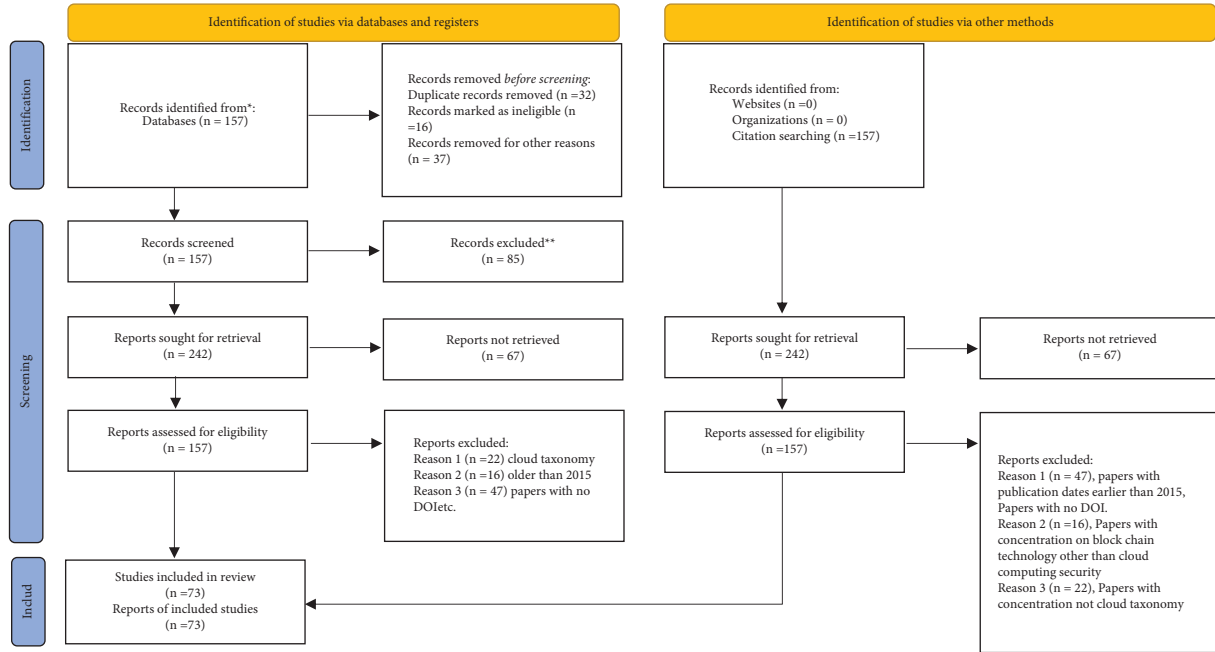 Identification of studies via databases and registers
Identification of studies via other methods
Identification
Records identified from*:
Databases (n = 157)
Records removed before screening:
Duplicate records removed (n =32)
Records marked as ineligible (n
=16)
Records removed for other reasons
(n = 37)
Records identified from:
Websites (n =0)
Organizations (n = 0)
Citation searching (n =157)
Screening
Records screened
(n = 157)
Records excluded**
(n = 85)
Reports sought for retrieval
(n = 242)
Reports not retrieved
(n = 67)
Reports sought for retrieval
(n = 242)
Reports not retrieved
(n = 67)
Reports assessed for eligibility
(n =157)
Reports excluded:
Reason 1 (n =22) cloud taxonomy
Reason 2 (n =16) older than 2015
Reason 3 (n = 47) papers with no
DOIetc.
Reports assessed for eligibility
(n =157)
Reports excluded:
Reason 1 (n = 47), papers with
publication dates earlier than 2015,
Papers with no DOI.
Reason 2 (n =16), Papers with
concentration on block chain
technology other than cloud
computing security
Reason 3 (n = 22), Papers with
concentration not cloud taxonomy
Includ
Studies included in review
(n =73)
Reports of included studies
(n =73)